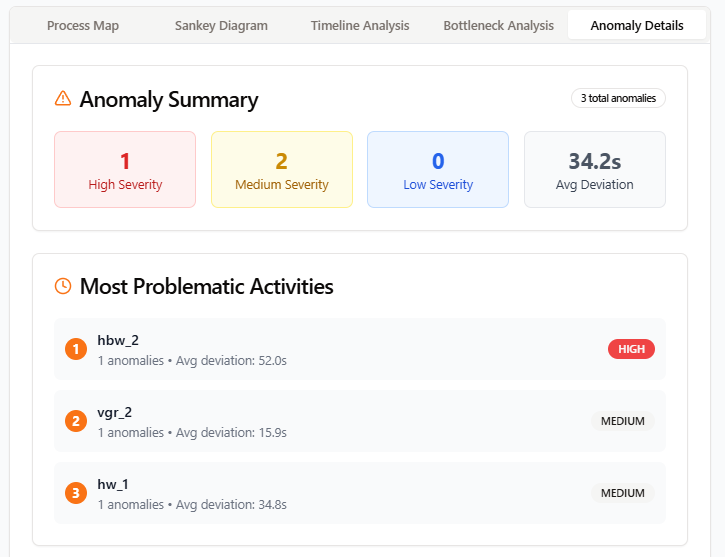 Process Map
Sankey Diagram
Timeline Analysis
Bottleneck Analysis
Anomaly Details
Anomaly Summary
3 total anomalies
1
High Severity
2
Medium Severity
0
Low Severity
34.2s
Avg Deviation
Most Problematic Activities
1
hbw_2
1 anomalies • Avg deviation: 52.0s
HIGH
2
vgr_2
1 anomalies • Avg deviation: 15.9s
MEDIUM
3
hw_1
1 anomalies • Avg deviation: 34.8s
MEDIUM